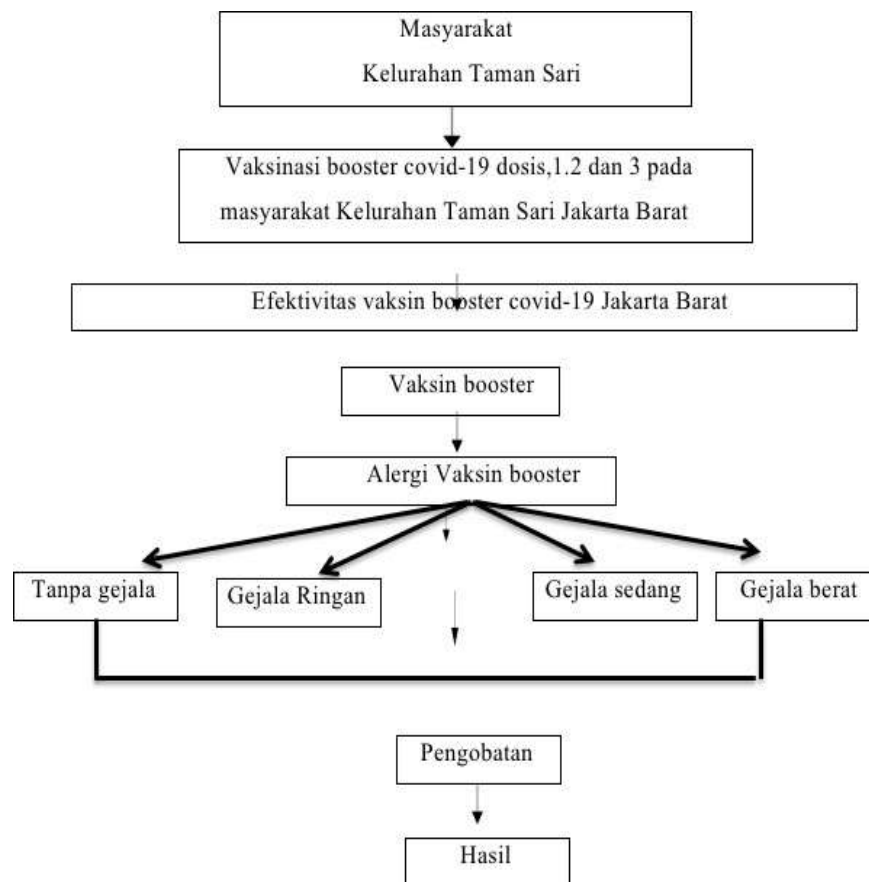 Masyarakat
Kelurahan Taman Sari
Vaksinasi booster covid-19 dosis,1.2 dan 3 pada
masyarakat Kelurahan Taman Sari Jakarta Barat
Efektivitas vaksin booster covid-19 Jakarta Barat
Vaksin booster
Alergi Vaksin booster
Tanpa gejala
Gejala Ringan
Gejala sedang
Gejala berat
Pengobatan
Hasil